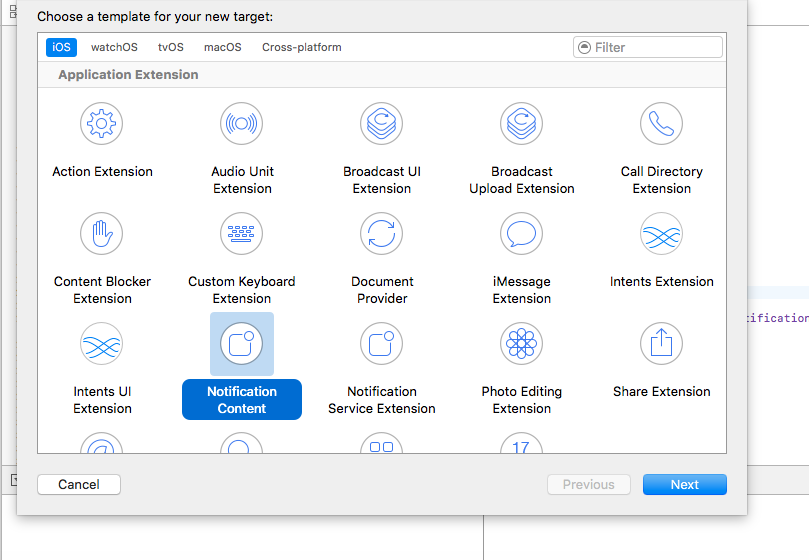 Choose a template for your new target:
iOS watchOS tvOS macOS Cross-platform Filter
Application Extension
Action Extension
Audio Unit
Extension
Broadcast UI
Extension
Broadcast
Upload Extension
Call Directory
Extension
Content Blocker
Extension
Custom Keyboard
Extension
Document
Provider
iMessage
Extension
Intents Extension
Intents UI
Extension
Notification
Content
Notification
Service Extension
Photo Editing
Extension
Share Extension
17
Cancel Previous Next